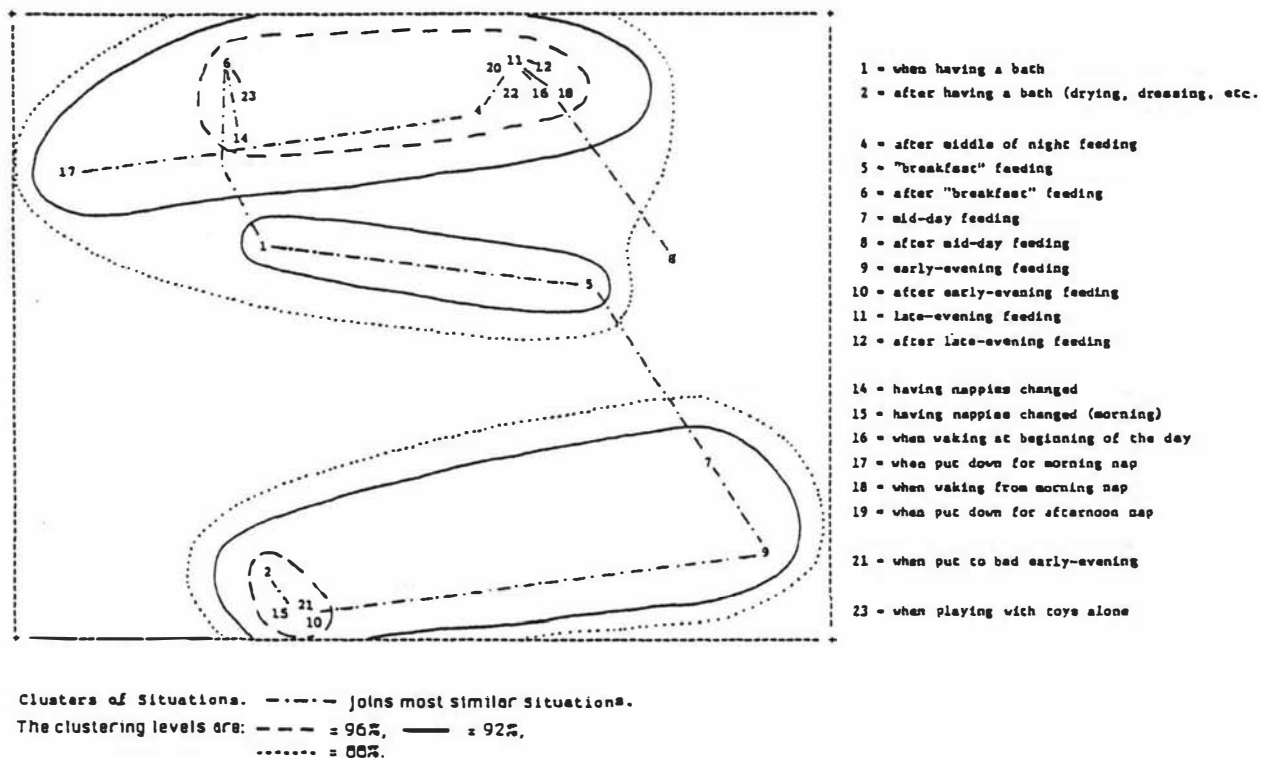 6
11
12
20
23
22
16
18
4
14
17
1
8
5
7
9
2
21
15
10
1 = when having a bath
2 = after having a bath (drying, dressing, etc.
4 = after middle of night feeding
5 = "breakfast" feeding
6 = after "breakfast" feeding
7 = mid-day feeding
8 = after mid-day feeding
9 = early-evening feeding
10 = after early-evening feeding
11 = late-evening feeding
12 = after late-evening feeding
14 = having nappies changed
15 = having nappies changed (morning)
16 = when waking at beginning of the day
17 = when put down for morning nap
18 = when waking from morning nap
19 = when put down for afternoon nap
21 = when put to bad early-evening
23 = when playing with toys alone
Clusters of Situations. joins most similar situations.
The clustering levels are: = 96%, = 92%,
= 88%.